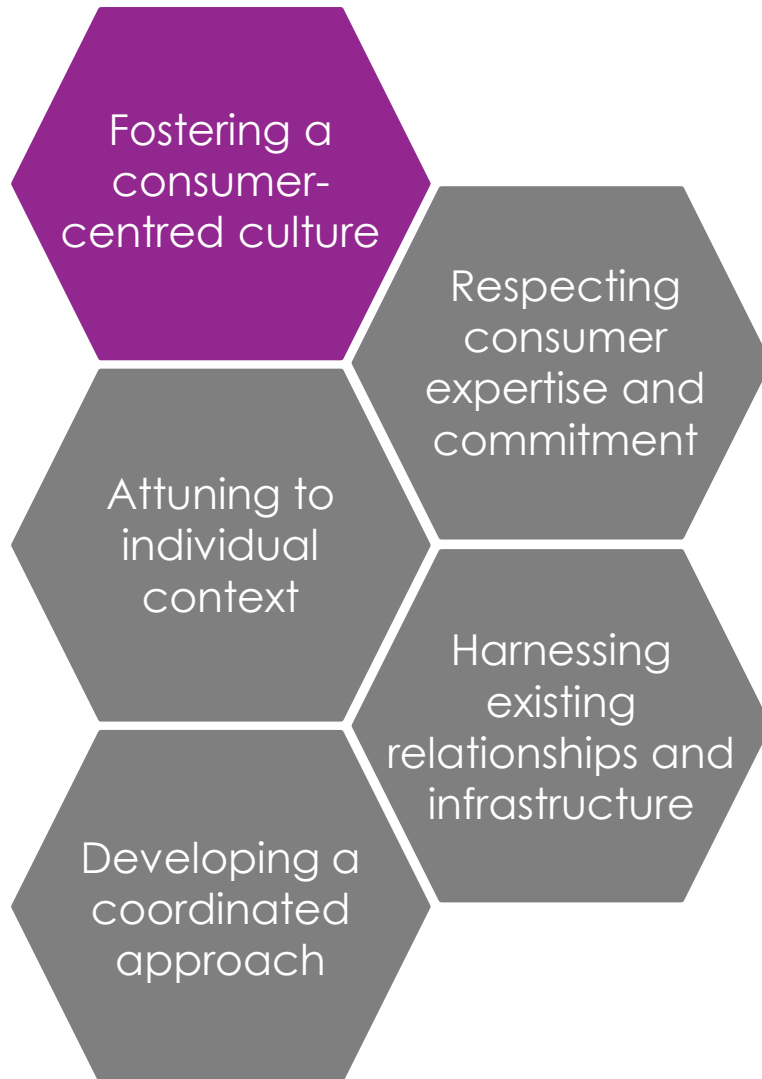 Fostering a
consumer-
centred culture
Respecting
consumer
expertise and
commitment
Attuning to
individual
context
Harnessing
existing
relationships and
infrastructure
Developing a
coordinated
approach